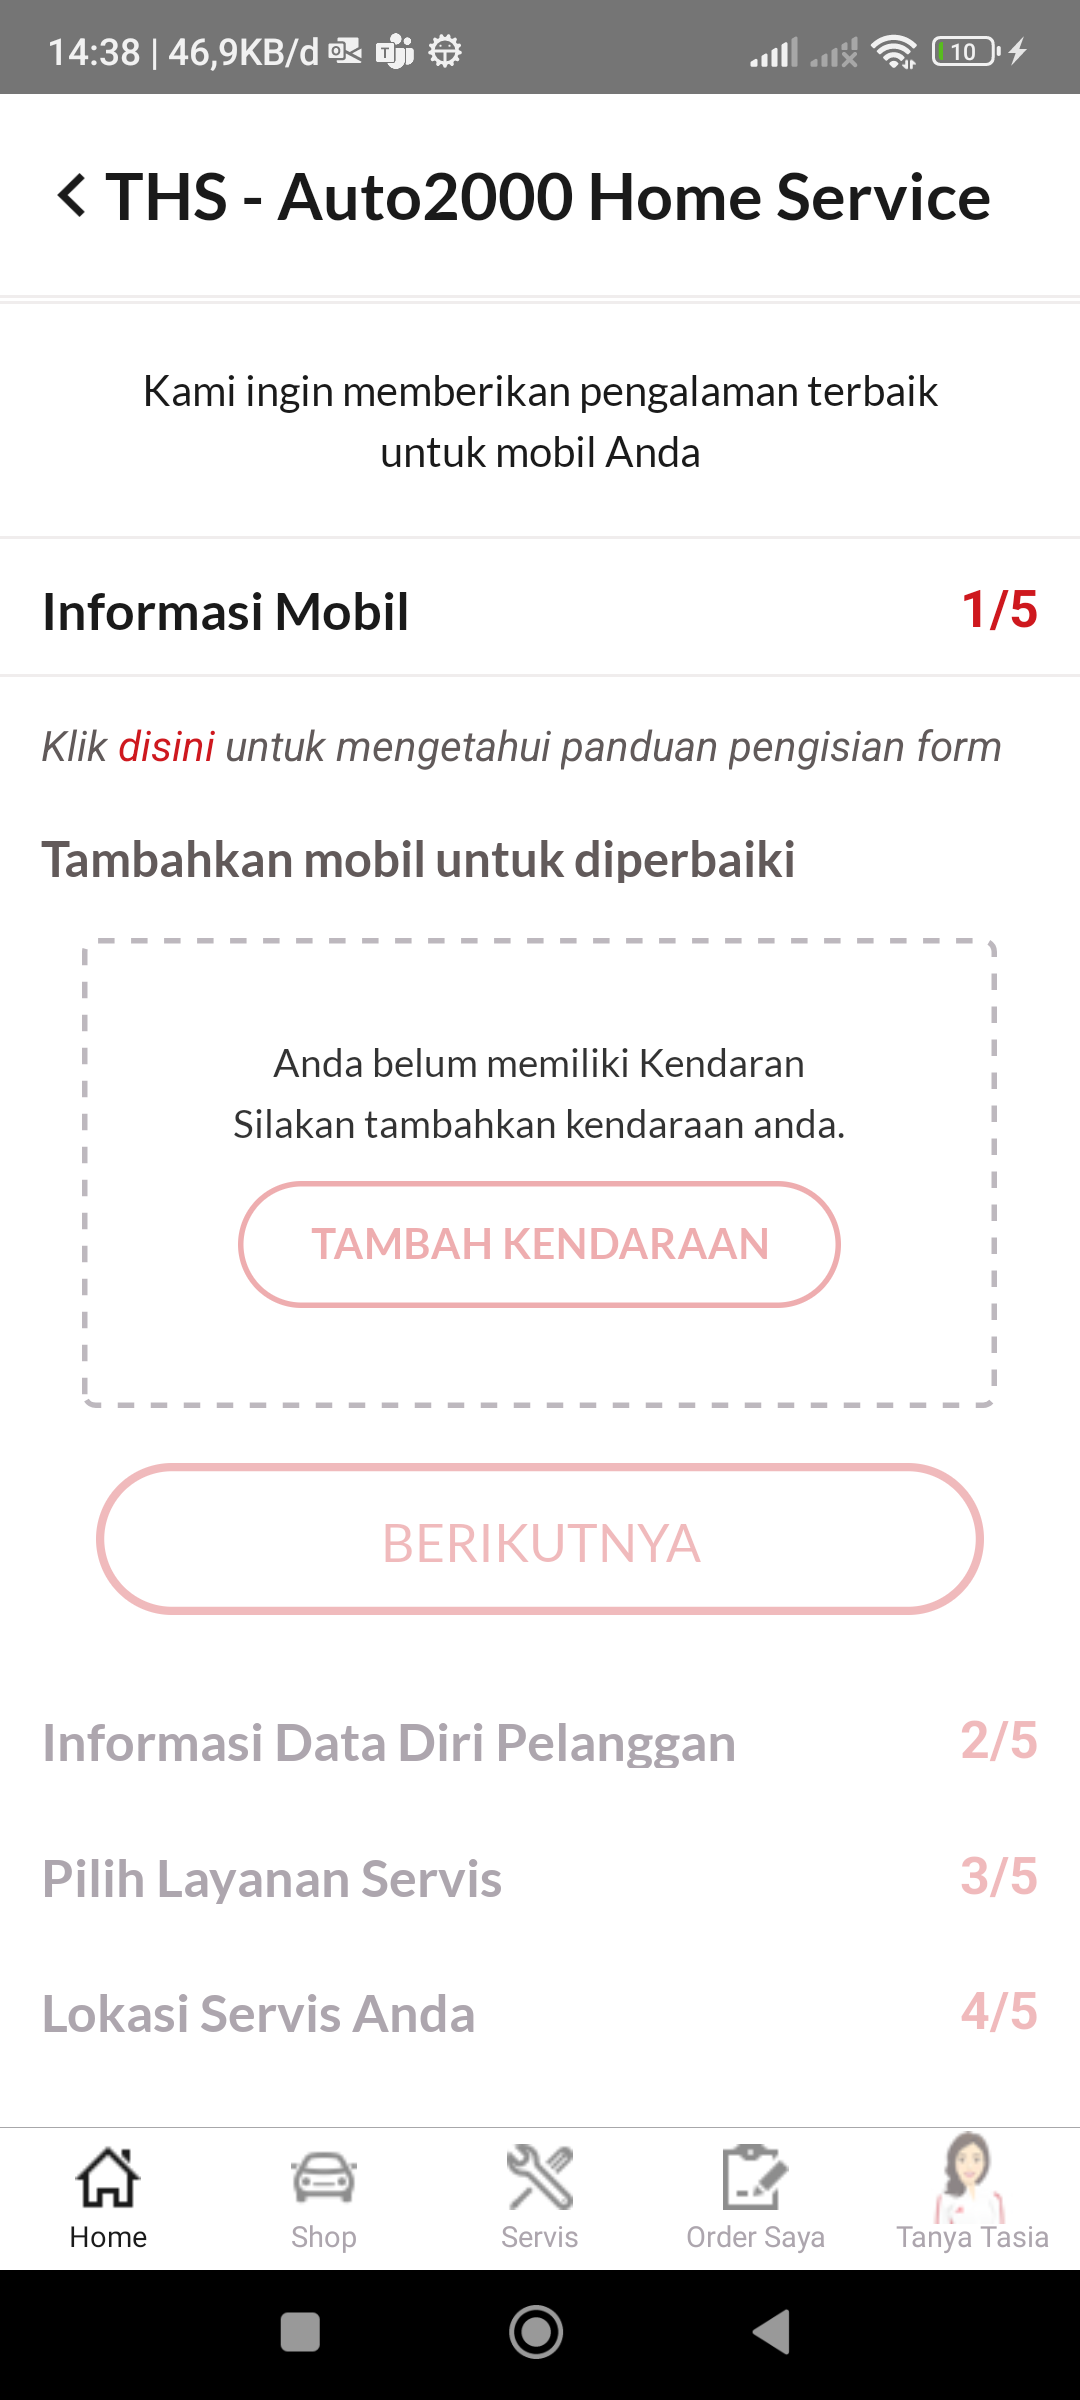 14:38 | 46,9KB/d
10
THS - Auto2000 Home Service
Kami ingin memberikan pengalaman terbaik
untuk mobil Anda
Informasi Mobil 1/5
Klik disini untuk mengetahui panduan pengisian form
Tambahkan mobil untuk diperbaiki
Anda belum memiliki Kendaran
Silakan tambahkan kendaraan anda.
TAMBAH KENDARAAN
BERIKUTNYA
Informasi Data Diri Pelanggan 2/5
Pilih Layanan Servis 3/5
Lokasi Servis Anda 4/5
Home Shop Servis Order Saya Tanya Tasia